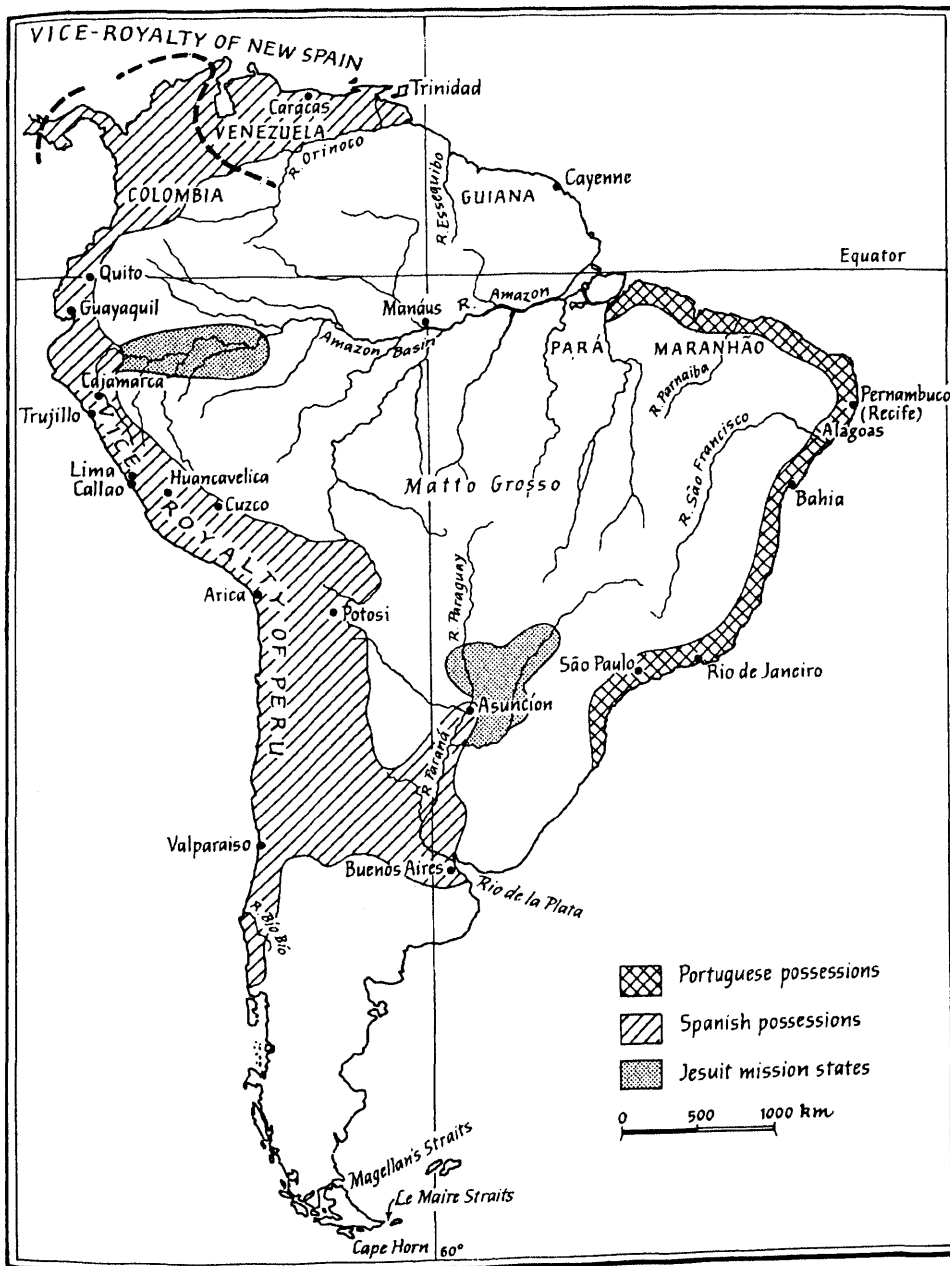 VICE-ROYALTY OF NEW SPAIN
Trinidad
Caracas
VENEZUELA
R. Orinoco
COLOMBIA
R. Essequibo
GUIANA
Cayenne
Equator
Quito
Guayaquil
Manáus
R. Amazon
Amazon Basin
PARÁ
MARANHÃO
R. Parnaiba
Cajamarca
Trujillo
Pernambuco
(Recife)
Alagoas
R. São Francisco
Bahia
Lima
Callao
Huancavelica
Cuzco
Matto Grosso
VICE ROYALTY OF PERU
Arica
Potosi
R. Paraguay
São Paulo
Rio de Janeiro
Asunción
R. Paraná
Valparaiso
Buenos Aires
Rio de la Plata
R. Bío Bío
Portuguese possessions
Spanish possessions
Jesuit mission states
0 500 1000 km
Magellan's Straits
Le Maire Straits
Cape Horn
60°